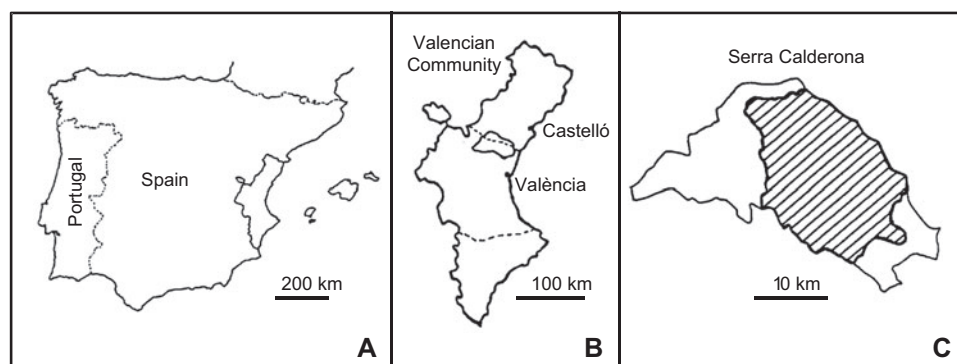 Portugal
Spain
200 km
A
Valencian
Community
Castelló
València
100 km
B
Serra Calderona
10 km
C